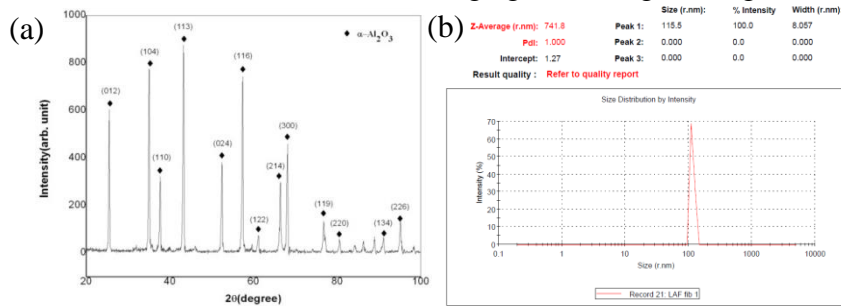 (a)
Intensity(arb. unit)
1000
800
600
400
200
0
20
40
60
80
100
2θ(degree)
◆ α-Al2O3
(012)
(104)
(110)
(113)
(024)
(116)
(122)
(214)
(300)
(119)
(220)
(134)
(226)
(b)
Size (r.nm): % Intensity Width (r.nm):
Z-Average (r.nm): 741.8 Peak 1: 115.5 100.0 8.057
PdI: 1.000 Peak 2: 0.000 0.0 0.000
Intercept: 1.27 Peak 3: 0.000 0.0 0.000
Result quality : Refer to quality report
Size Distribution by Intensity
Intensity (%)
70
60
50
40
30
20
10
0
0.1 1 10 100 1000 10000
Size (r.nm)
Record 21: LAF fib 1